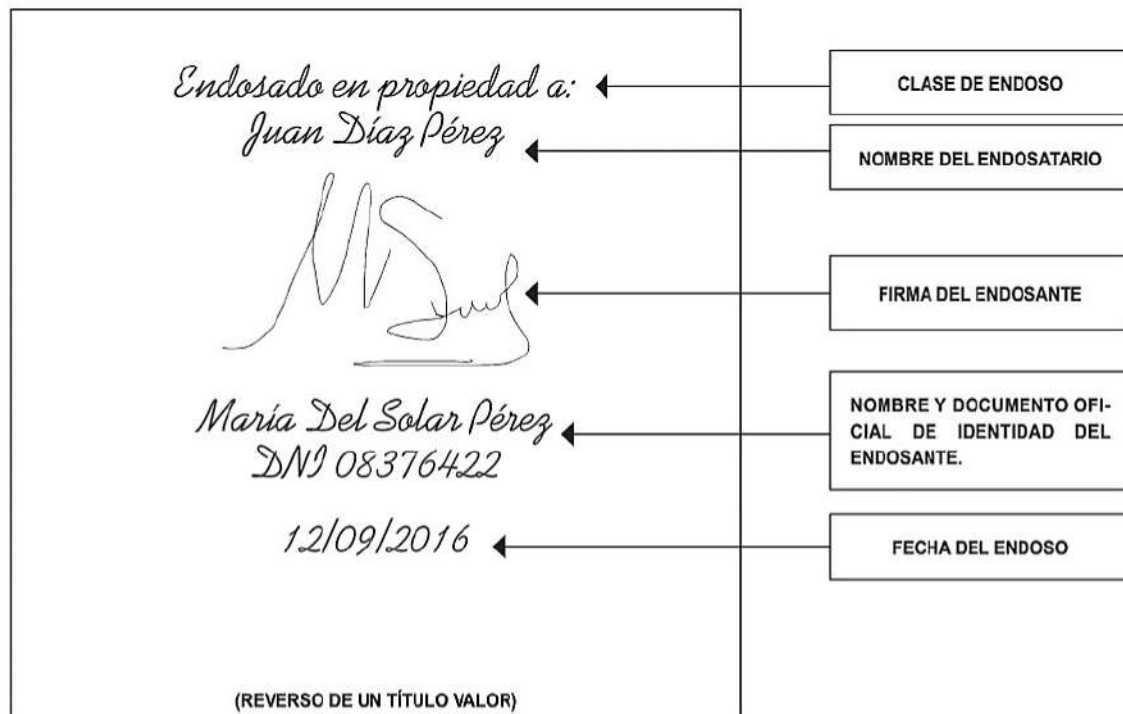 Endosado en propiedad a:
CLASE DE ENDOSO
Juan Díaz Pérez
NOMBRE DEL ENDOSATARIO
FIRMA DEL ENDOSANTE
María Del Solar Pérez
DNI 08376422
NOMBRE Y DOCUMENTO OFI-
CIAL DE IDENTIDAD DEL
ENDOSANTE.
12/09/2016
FECHA DEL ENDOSO
(REVERSO DE UN TÍTULO VALOR)